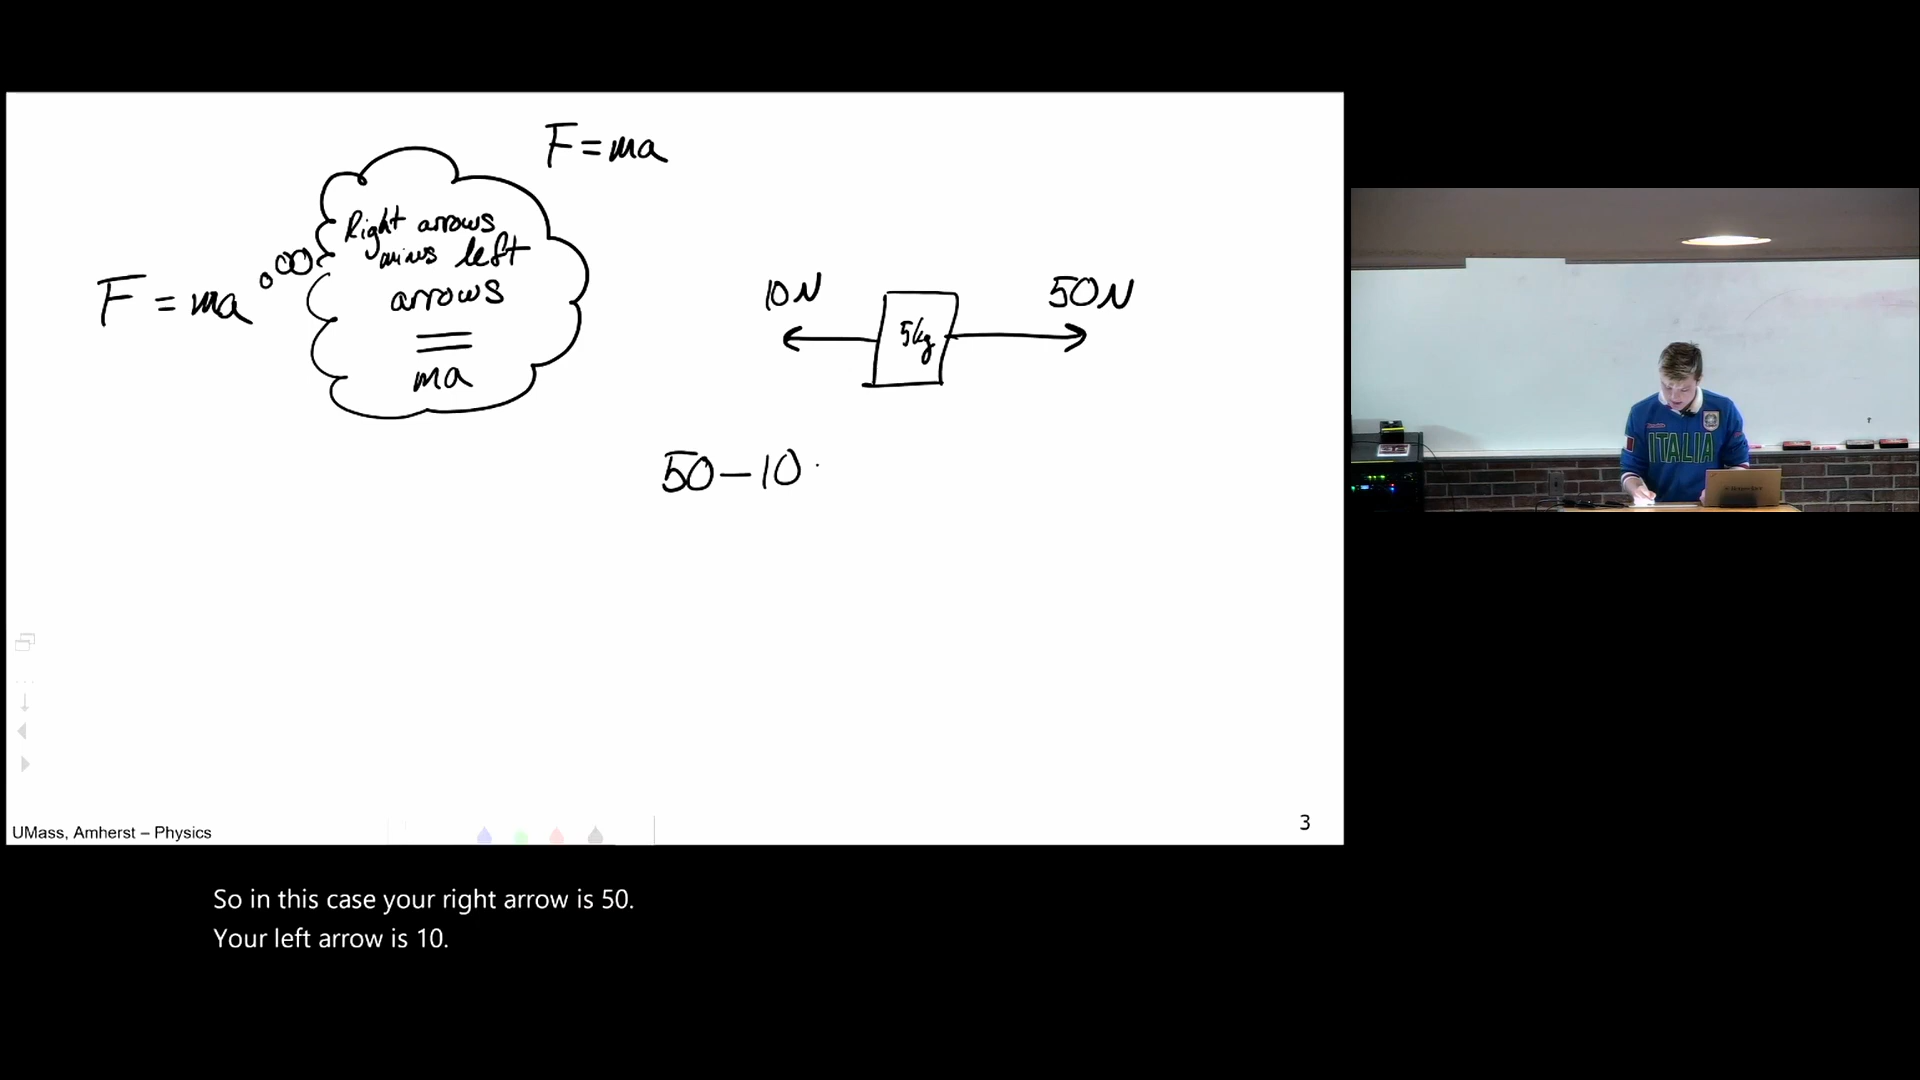 F = ma
Right arrows
minus left
arrows
=
ma
F = ma
10N
5kg
50N
50-10
UMass, Amherst – Physics
3
ITALIA
So in this case your right arrow is 50.
Your left arrow is 10.